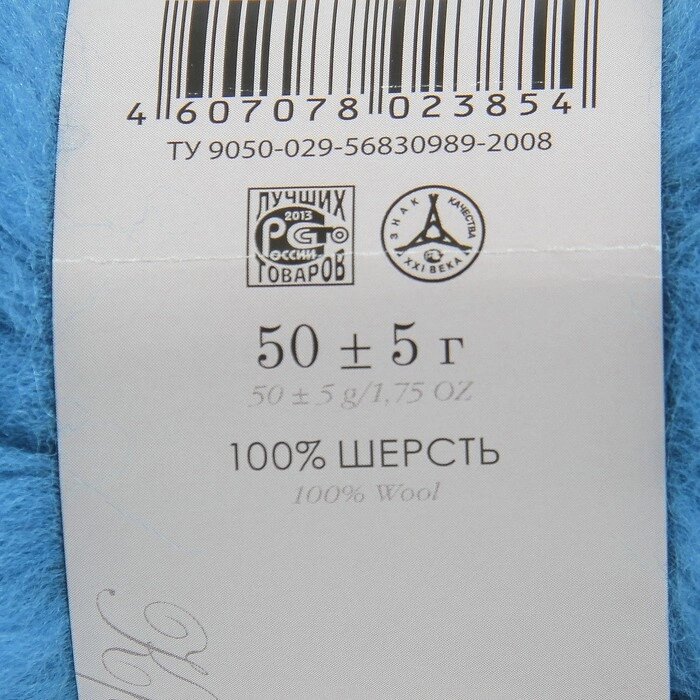 4 607078 023854
ТУ 9050-029-56830989-2008
ЛУЧШИХ
2013
РОССИИ
ТОВАРОВ
ЗНАК КАЧЕСТВА
XXI ВЕКА
50 ± 5 г
50 ± 5 g/1,75 OZ
100% ШЕРСТЬ
100% Wool